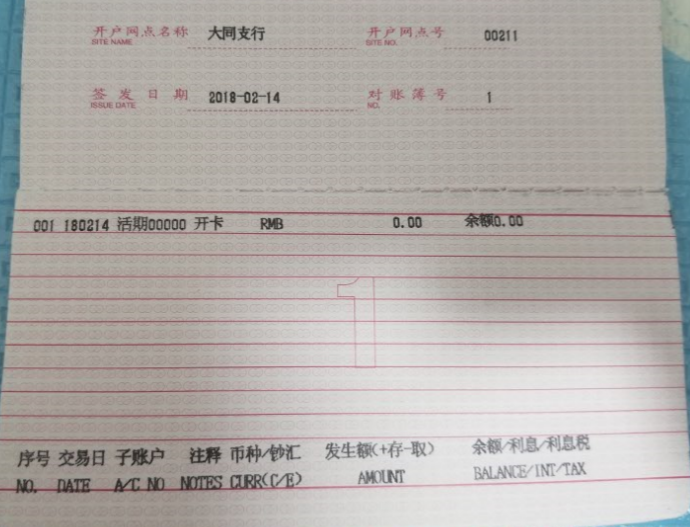 开户网点名称 大同支行 开户网点号 00211
SITE NAME SITE NO.
签发日期 2018-02-14 对账簿号 1
ISSUE DATE NO.
001 180214 活期00000 开卡 RMB 0.00 余额0.00
1
序号 交易日 子账户 注释 币种/钞汇 发生额(+存-取) 余额/利息/利息税
NO. DATE A/C NO NOTES CURR(C/E) AMOUNT BALANCE/INT/TAX